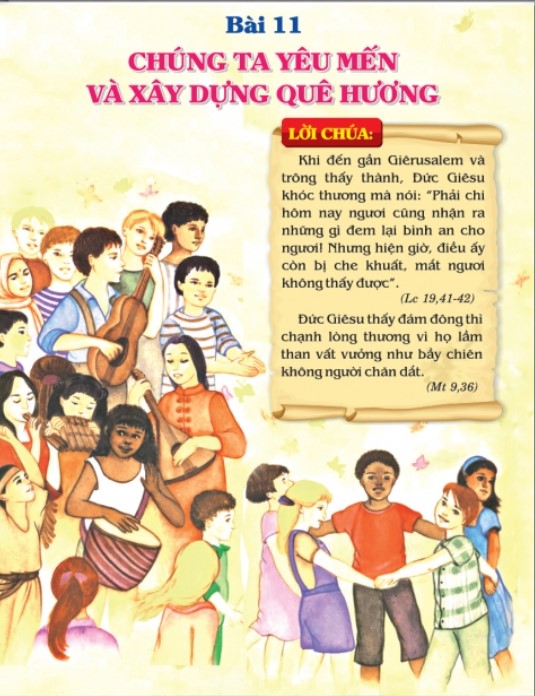 Bài 11
CHÚNG TA YÊU MẾN
VÀ XÂY DỰNG QUÊ HƯƠNG
LỜI CHÚA:
Khi đến gần Giêrusalem và
trông thấy thành, Đức Giêsu
khóc thương mà nói: “Phải chi
hôm nay ngươi cũng nhận ra
những gì đem lại bình an cho
ngươi! Nhưng hiện giờ, điều ấy
còn bị che khuất, mắt ngươi
không thấy được”.
(Lc 19,41-42)
Đức Giêsu thấy đám đông thì
chạnh lòng thương vì họ lầm
than vất vưởng như bầy chiên
không người chăn dắt.
(Mt 9,36)